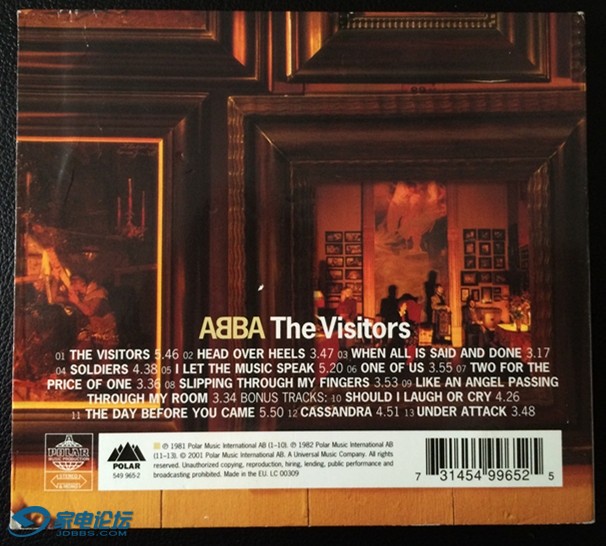 ABBA The Visitors
01 THE VISITORS 5.46 02 HEAD OVER HEELS 3.47 03 WHEN ALL IS SAID AND DONE 3.17
04 SOLDIERS 4.38 05 I LET THE MUSIC SPEAK 5.20 06 ONE OF US 3.55 07 TWO FOR THE
PRICE OF ONE 3.36 08 SLIPPING THROUGH MY FINGERS 3.53 09 LIKE AN ANGEL PASSING
THROUGH MY ROOM 3.34 BONUS TRACKS: 10 SHOULD I LAUGH OR CRY 4.26
11 THE DAY BEFORE YOU CAME 5.50 12 CASSANDRA 4.51 13 UNDER ATTACK 3.48
POLAR
POLAR
549 965-2
℗ 1981 Polar Music International AB (1–10). ℗ 1982 Polar Music International AB
(11–13). © 2001 Polar Music International AB. A Universal Music Company. All rights
reserved. Unauthorized copying, reproduction, hiring, lending, public performance and
broadcasting prohibited. Made in the EU. LC 00309
7 31454 99652 5
家电论坛
JDBBS.COM